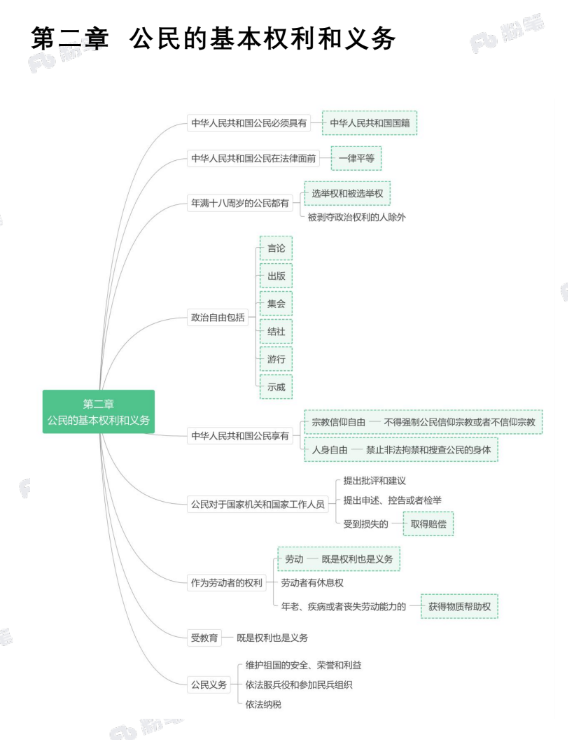 第二章 公民的基本权利和义务
粉笔
粉笔
中华人民共和国公民必须具有 中华人民共和国国籍
中华人民共和国公民在法律面前 一律平等
年满十八周岁的公民都有
选举权和被选举权
被剥夺政治权利的人除外
政治自由包括
言论
出版
集会
结社
游行
示威
第二章
公民的基本权利和义务
中华人民共和国公民享有
宗教信仰自由 不得强制公民信仰宗教或者不信仰宗教
人身自由 禁止非法拘禁和搜查公民的身体
公民对于国家机关和国家工作人员
提出批评和建议
提出申述、控告或者检举
受到损失的 取得赔偿
作为劳动者的权利
劳动 既是权利也是义务
劳动者有休息权
年老、疾病或者丧失劳动能力的 获得物质帮助权
受教育 既是权利也是义务
公民义务
维护祖国的安全、荣誉和利益
依法服兵役和参加民兵组织
依法纳税
粉笔